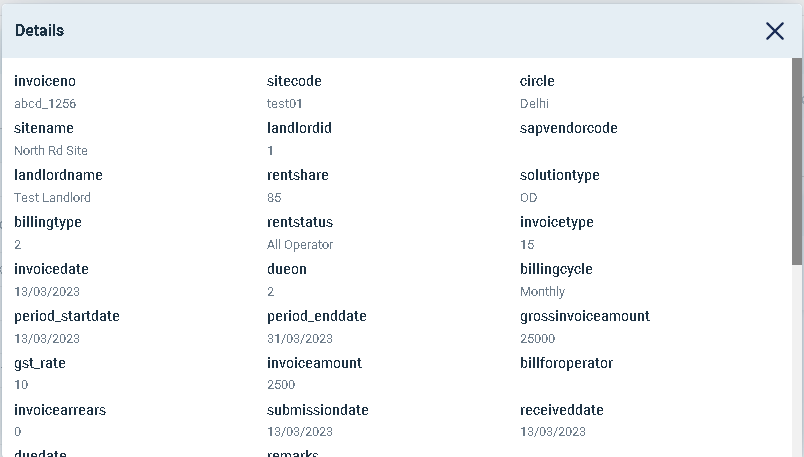 Details
invoiceno sitecode circle
abcd_1256 test01 Delhi
sitename landlordid sapvendorcode
North Rd Site 1
landlordname rentshare solutiontype
Test Landlord 85 OD
billingtype rentstatus invoicetype
2 All Operator 15
invoicedate dueon billingcycle
13/03/2023 2 Monthly
period_startdate period_enddate grossinvoiceamount
13/03/2023 31/03/2023 25000
gst_rate invoiceamount billforoperator
10 2500
invoicearrears submissiondate receiveddate
0 13/03/2023 13/03/2023
duedate remarks